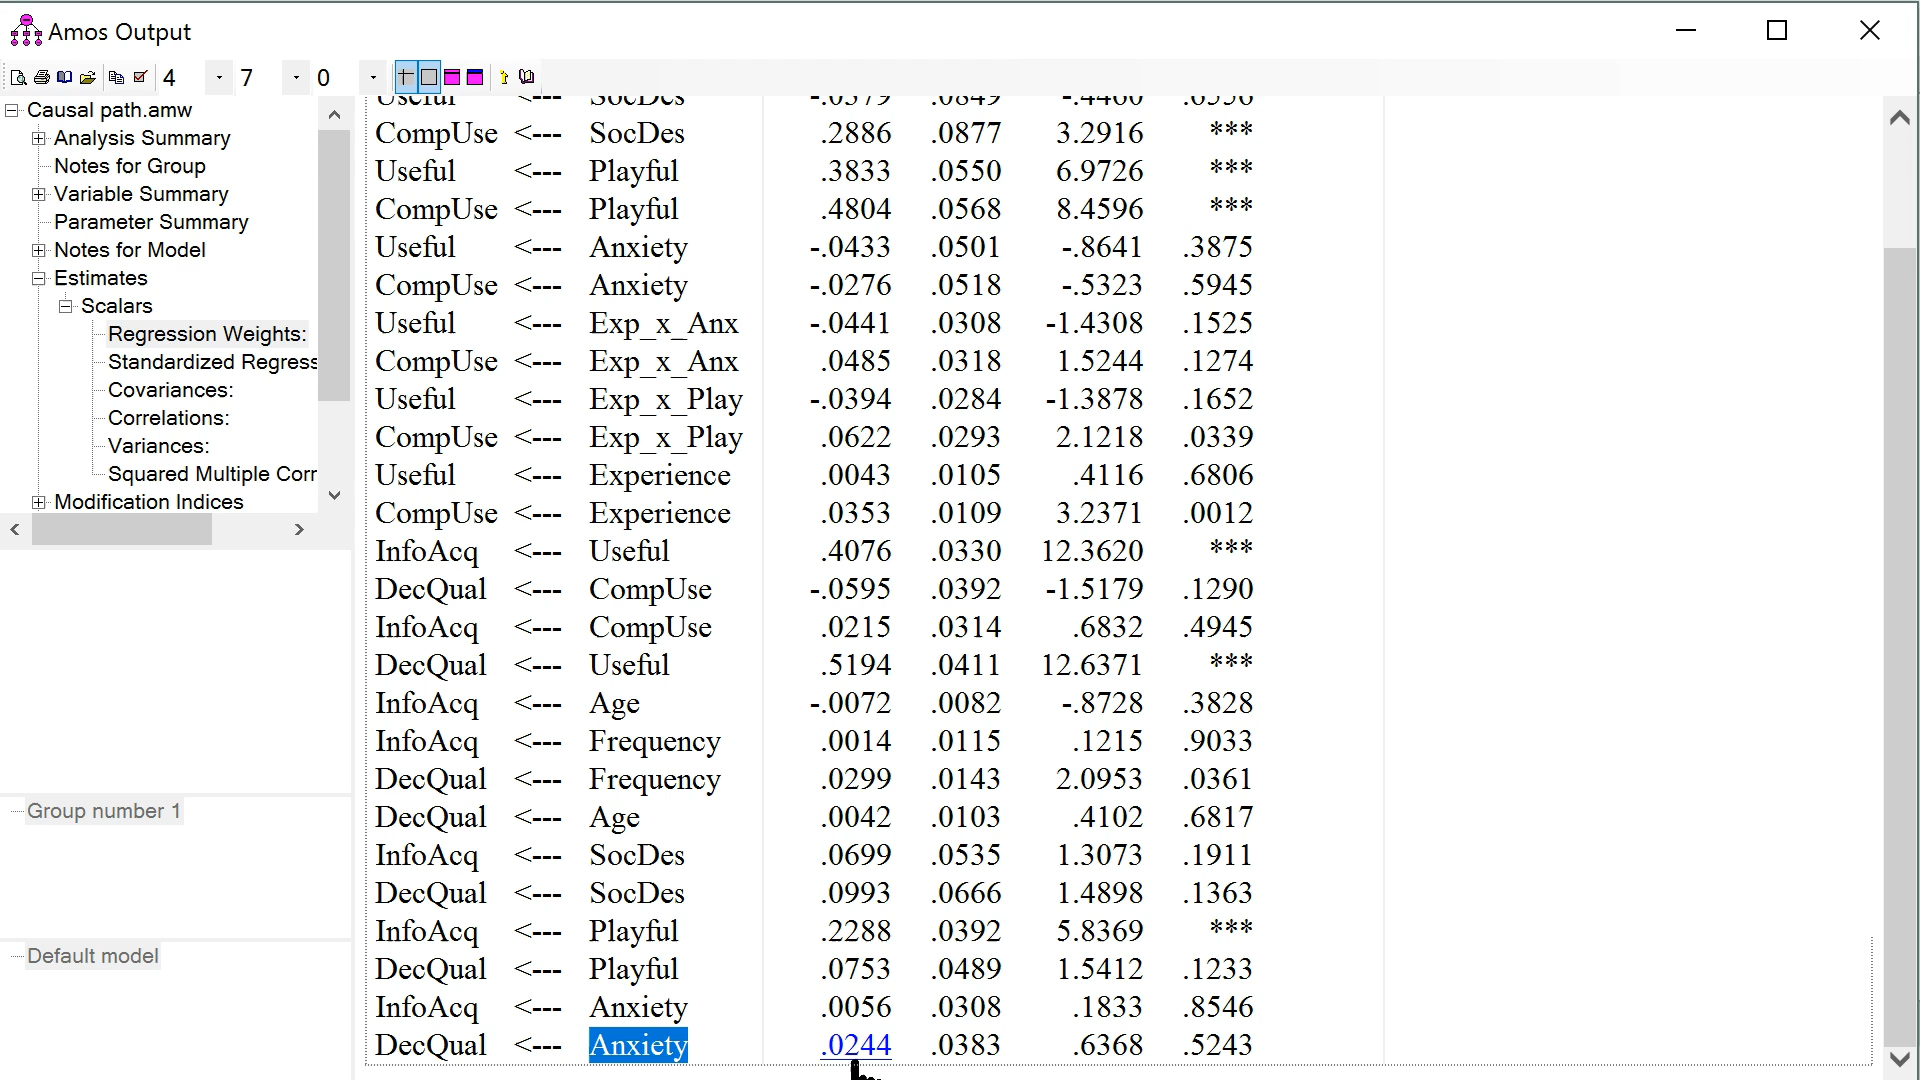 Amos Output
4 7 0
Causal path.amw
Analysis Summary
Notes for Group
Variable Summary
Parameter Summary
Notes for Model
Estimates
Scalars
Regression Weights:
Standardized Regress
Covariances:
Correlations:
Variances:
Squared Multiple Corr
Modification Indices
Group number 1
Default model
Useful <--- SocDes -.0379 .0849 -.4460 .6556
CompUse <--- SocDes .2886 .0877 3.2916 ***
Useful <--- Playful .3833 .0550 6.9726 ***
CompUse <--- Playful .4804 .0568 8.4596 ***
Useful <--- Anxiety -.0433 .0501 -.8641 .3875
CompUse <--- Anxiety -.0276 .0518 -.5323 .5945
Useful <--- Exp_x_Anx -.0441 .0308 -1.4308 .1525
CompUse <--- Exp_x_Anx .0485 .0318 1.5244 .1274
Useful <--- Exp_x_Play -.0394 .0284 -1.3878 .1652
CompUse <--- Exp_x_Play .0622 .0293 2.1218 .0339
Useful <--- Experience .0043 .0105 .4116 .6806
CompUse <--- Experience .0353 .0109 3.2371 .0012
InfoAcq <--- Useful .4076 .0330 12.3620 ***
DecQual <--- CompUse -.0595 .0392 -1.5179 .1290
InfoAcq <--- CompUse .0215 .0314 .6832 .4945
DecQual <--- Useful .5194 .0411 12.6371 ***
InfoAcq <--- Age -.0072 .0082 -.8728 .3828
InfoAcq <--- Frequency .0014 .0115 .1215 .9033
DecQual <--- Frequency .0299 .0143 2.0953 .0361
DecQual <--- Age .0042 .0103 .4102 .6817
InfoAcq <--- SocDes .0699 .0535 1.3073 .1911
DecQual <--- SocDes .0993 .0666 1.4898 .1363
InfoAcq <--- Playful .2288 .0392 5.8369 ***
DecQual <--- Playful .0753 .0489 1.5412 .1233
InfoAcq <--- Anxiety .0056 .0308 .1833 .8546
DecQual <--- Anxiety .0244 .0383 .6368 .5243